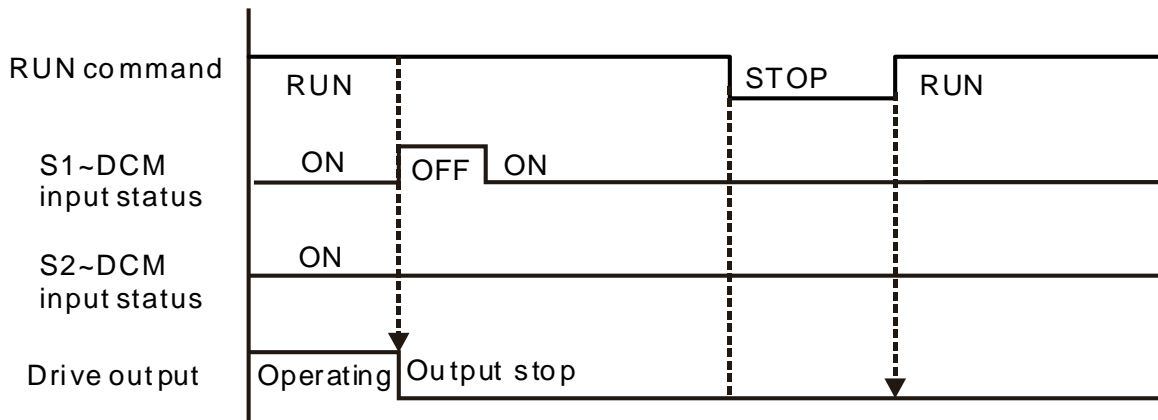 RUN command
RUN
STOP
RUN
S1~DCM
input status
ON
OFF
ON
S2~DCM
input status
ON
Drive output
Operating
Output stop